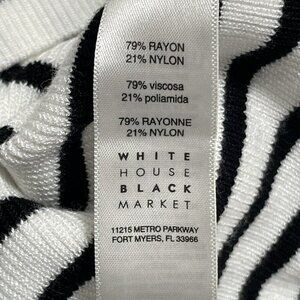 79% RAYON
21% NYLON
79% viscosa
21% poliamida
79% RAYONNE
21% NYLON
WHITE
HOUSE
BLACK
MARKET
11215 METRO PARKWAY
FORT MYERS, FL 33966